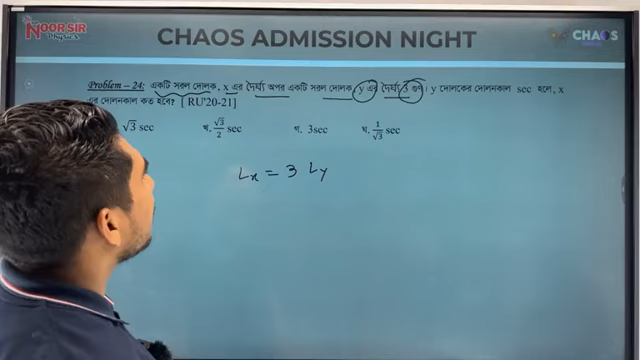 NOOR SIR
Physics
CHAOS ADMISSION NIGHT
CHAOS
Problem – 24: একটি সরল দোলক, x এর দৈর্ঘ্য অপর একটি সরল দোলক y এর দৈর্ঘ্য 3 গুণ। y দোলকের দোলনকাল sec হলে, x
এর দোলনকাল কত হবে? [RU'20-21]
√3 sec খ. √3/2 sec গ. 3sec ঘ. 1/√3 sec
Lx = 3 Ly